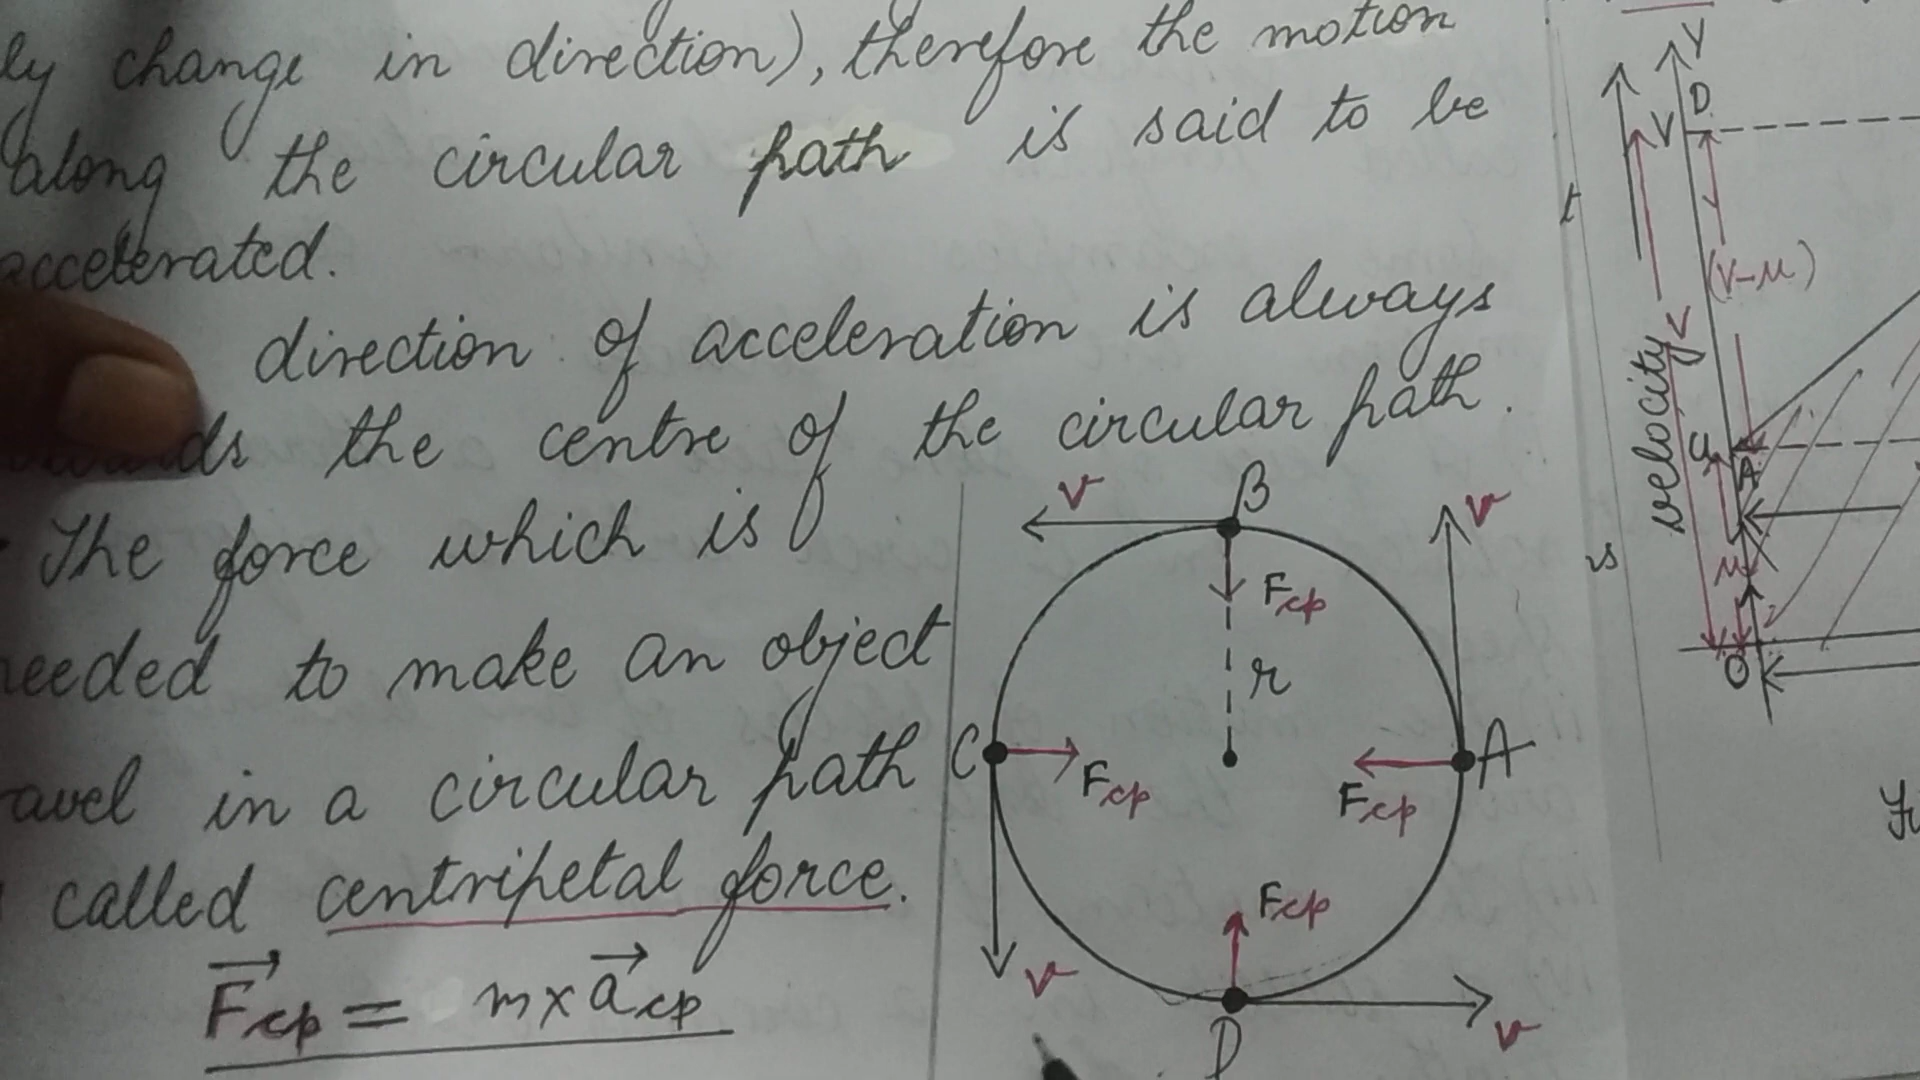 ly change in direction), therefore the motion
along the circular path is said to be
accelerated.
direction of acceleration is always
the centre of the circular path.
The force which is
needed to make an object
in a circular path
called centripetal force.
F⃗cp = m x a⃗cp
B
v
v
Fcp
r
C
Fcp
Fcp
A
Fcp
v
D
v
Y
D
V
t
(v-u)
velocity
A
u
O